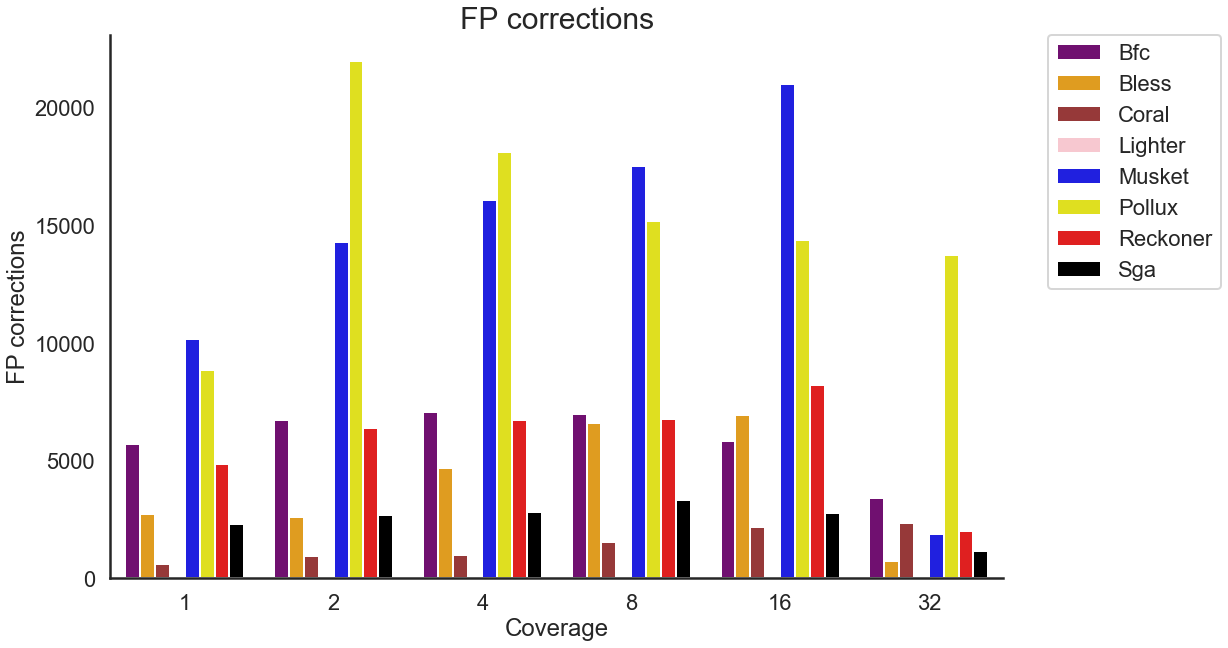 FP corrections
FP corrections
20000
15000
10000
5000
0
1 2 4 8 16 32
Coverage
Bfc
Bless
Coral
Lighter
Musket
Pollux
Reckoner
Sga